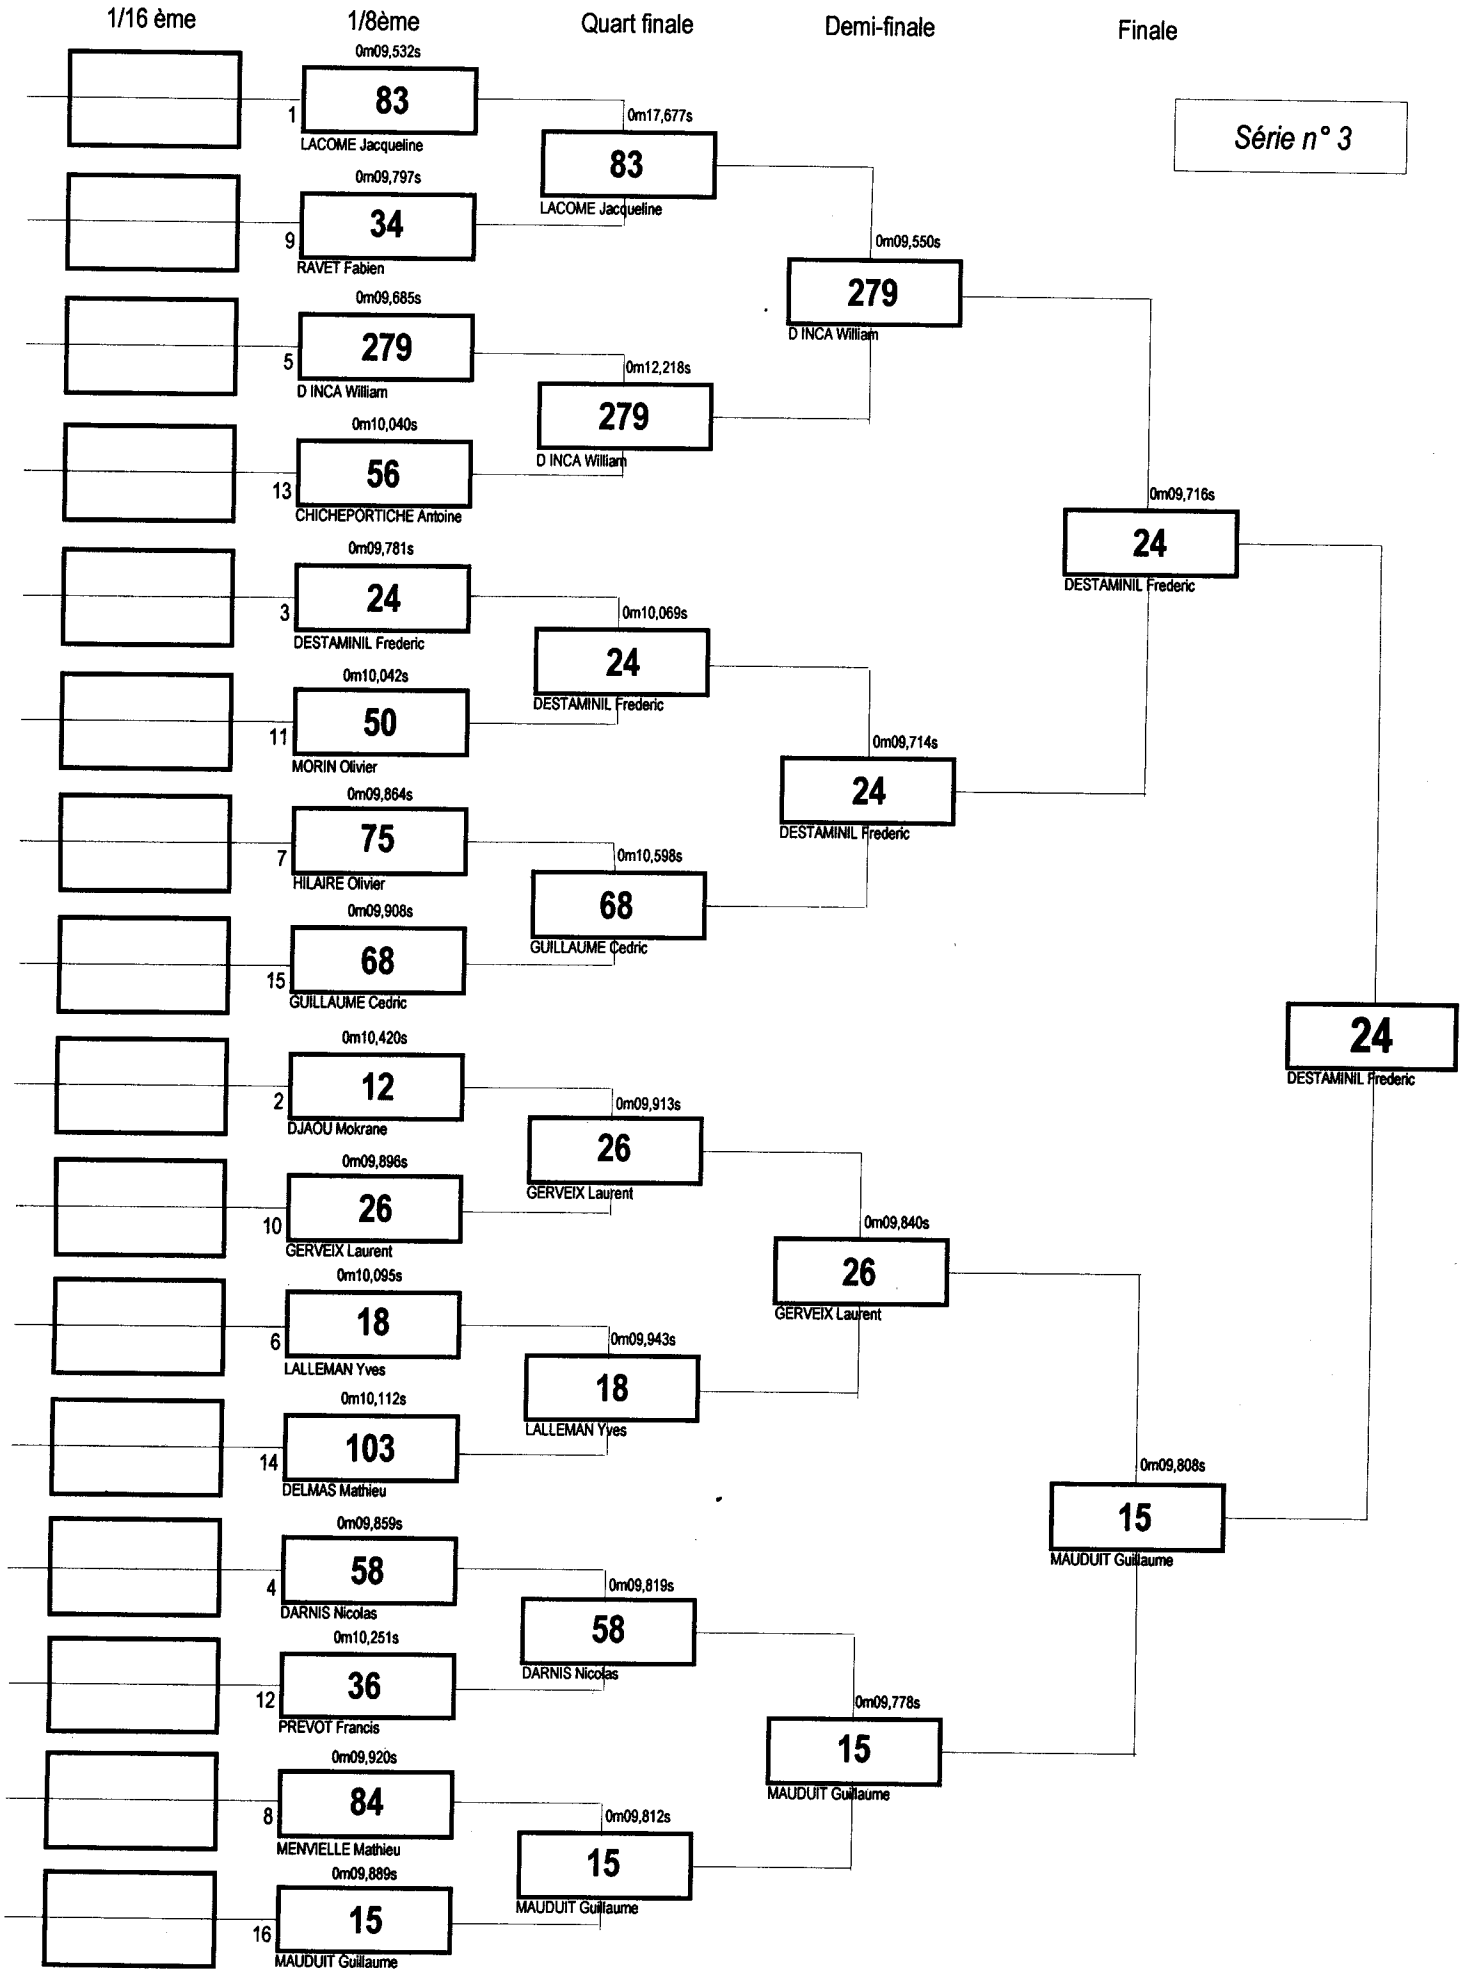 1/16 ème
1/8ème
Quart finale
Demi-finale
Finale
Série n° 3
0m09,532s
1
83
LACOME Jacqueline
0m09,797s
9
34
RAVET Fabien
0m09,685s
5
279
D INCA William
0m10,040s
13
56
CHICHEPORTICHE Antoine
0m09,781s
3
24
DESTAMINIL Frederic
0m10,042s
11
50
MORIN Olivier
0m09,864s
7
75
HILAIRE Olivier
0m09,908s
15
68
GUILLAUME Cedric
0m10,420s
2
12
DJAOU Mokrane
0m09,896s
10
26
GERVEIX Laurent
0m10,095s
6
18
LALLEMAN Yves
0m10,112s
14
103
DELMAS Mathieu
0m09,859s
4
58
DARNIS Nicolas
0m10,251s
12
36
PREVOT Francis
0m09,920s
8
84
MENVIELLE Mathieu
0m09,889s
16
15
MAUDUIT Guillaume
0m17,677s
83
LACOME Jacqueline
0m12,218s
279
D INCA William
0m10,069s
24
DESTAMINIL Frederic
0m10,598s
68
GUILLAUME Cedric
0m09,913s
26
GERVEIX Laurent
0m09,943s
18
LALLEMAN Yves
0m09,819s
58
DARNIS Nicolas
0m09,812s
15
MAUDUIT Guillaume
0m09,550s
279
D INCA William
0m09,714s
24
DESTAMINIL Frederic
0m09,840s
26
GERVEIX Laurent
0m09,778s
15
MAUDUIT Guillaume
0m09,716s
24
DESTAMINIL Frederic
0m09,808s
15
MAUDUIT Guillaume
24
DESTAMINIL Frederic